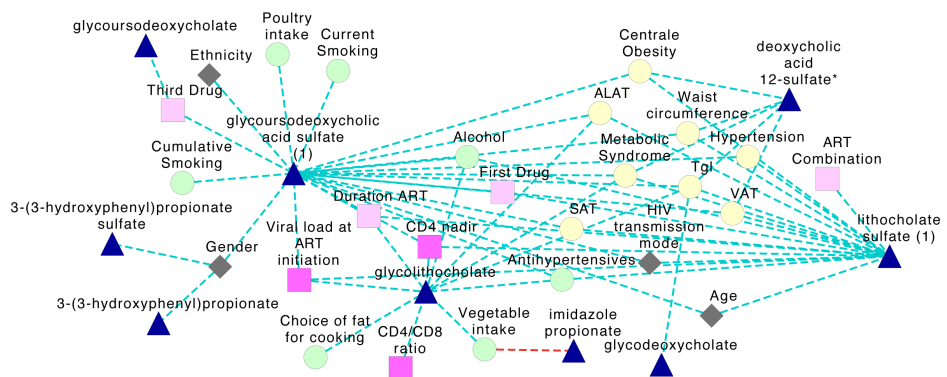 glycoursodeoxycholate
Ethnicity
Poultry
intake
Current
Smoking
Third Drug
Cumulative
Smoking
glycoursodeoxycholic
acid sulfate
(1)
Centrale
Obesity
deoxycholic
acid
12-sulfate*
ALAT
Waist
circumference
Alcohol
Metabolic
Syndrome
Hypertension
ART
Combination
First Drug
Tgl
VAT
Duration ART
3-(3-hydroxyphenyl)propionate
sulfate
Gender
Viral load at
ART
initiation
CD4 nadir
SAT
HIV
transmission
mode
lithocholate
sulfate (1)
glycolithocholate
Antihypertensives
3-(3-hydroxyphenyl)propionate
Age
Choice of fat
for cooking
CD4/CD8
ratio
Vegetable
intake
imidazole
propionate
glycodeoxycholate